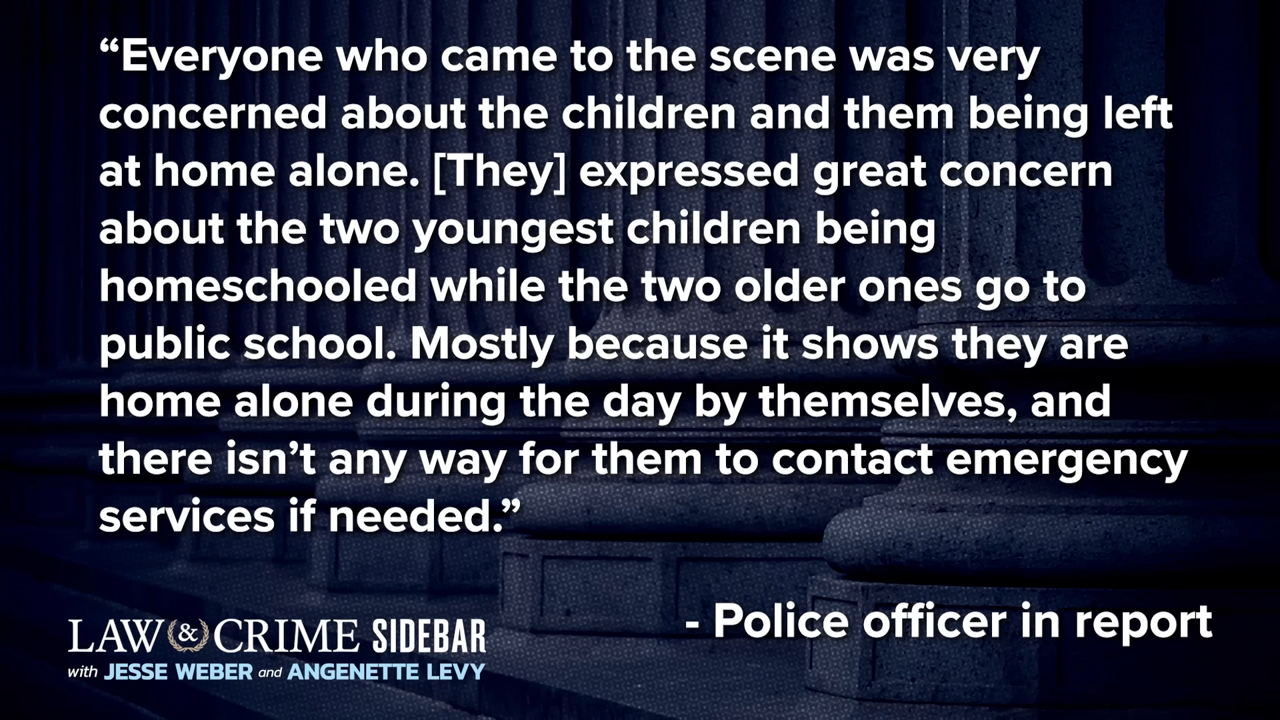 “Everyone who came to the scene was very
concerned about the children and them being left
at home alone. [They] expressed great concern
about the two youngest children being
homeschooled while the two older ones go to
public school. Mostly because it shows they are
home alone during the day by themselves, and
there isn’t any way for them to contact emergency
services if needed.”
- Police officer in report
LAW & CRIME SIDEBAR
with JESSE WEBER and ANGENETTE LEVY